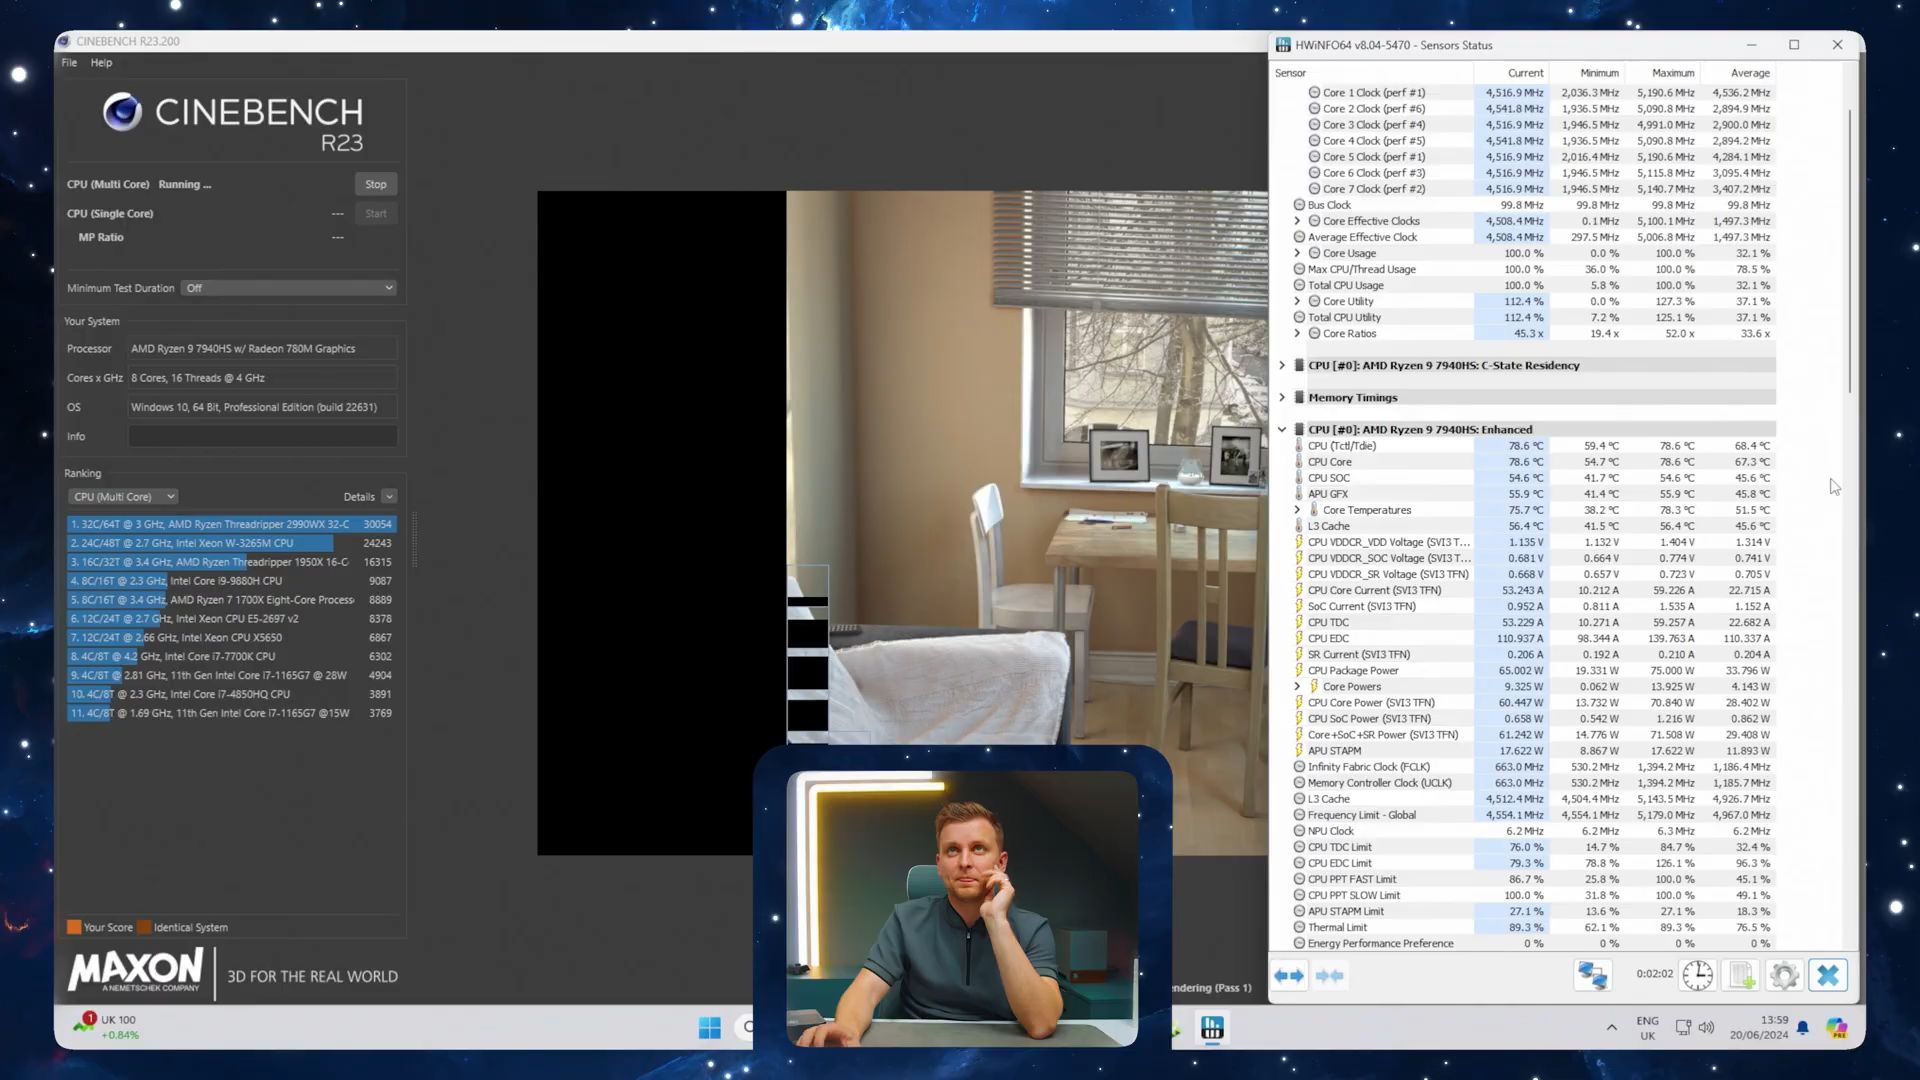 CINEBENCH R23.200
File Help
CINEBENCH
R23
CPU (Multi Core) Running ... Stop
CPU (Single Core) --- Start
MP Ratio ---
Minimum Test Duration Off
Your System
Processor AMD Ryzen 9 7940HS w/ Radeon 780M Graphics
Cores x GHz 8 Cores, 16 Threads @ 4 GHz
OS Windows 10, 64 Bit, Professional Edition (build 22631)
Info
Ranking
CPU (Multi Core) Details
1. 32C/64T @ 3 GHz, AMD Ryzen Threadripper 2990WX 32-C 30054
2. 24C/48T @ 2.7 GHz, Intel Xeon W-3265M CPU 24243
3. 16C/32T @ 3.4 GHz, AMD Ryzen Threadripper 1950X 16-C 16315
4. 8C/16T @ 2.3 GHz, Intel Core i9-9880H CPU 9087
5. 8C/16T @ 3.4 GHz, AMD Ryzen 7 1700X Eight-Core Process 8889
6. 12C/24T @ 2.7 GHz, Intel Xeon CPU E5-2697 v2 8378
7. 12C/24T @ 2.66 GHz, Intel Xeon CPU X5650 6867
8. 4C/8T @ 4.2 GHz, Intel Core i7-7700K CPU 6302
9. 4C/8T @ 2.81 GHz, 11th Gen Intel Core i7-1165G7 @ 28W 4904
10. 4C/8T @ 2.3 GHz, Intel Core i7-4850HQ CPU 3891
11. 4C/8T @ 1.69 GHz, 11th Gen Intel Core i7-1165G7 @15W 3769
Your Score Identical System
MAXON
A NEMETSCHEK COMPANY
3D FOR THE REAL WORLD
ndering (Pass 1)
HWiNFO64 v8.04-5470 - Sensors Status
Sensor Current Minimum Maximum Average
Core 1 Clock (perf #1) 4,516.9 MHz 2,036.3 MHz 5,190.6 MHz 4,536.2 MHz
Core 2 Clock (perf #6) 4,541.8 MHz 1,936.5 MHz 5,090.8 MHz 2,894.9 MHz
Core 3 Clock (perf #4) 4,516.9 MHz 1,946.5 MHz 4,991.0 MHz 2,900.0 MHz
Core 4 Clock (perf #5) 4,541.8 MHz 1,936.5 MHz 5,090.8 MHz 2,894.2 MHz
Core 5 Clock (perf #1) 4,516.9 MHz 2,016.4 MHz 5,190.6 MHz 4,284.1 MHz
Core 6 Clock (perf #3) 4,516.9 MHz 1,946.5 MHz 5,115.8 MHz 3,095.4 MHz
Core 7 Clock (perf #2) 4,516.9 MHz 1,946.5 MHz 5,140.7 MHz 3,407.2 MHz
Bus Clock 99.8 MHz 99.8 MHz 99.8 MHz 99.8 MHz
Core Effective Clocks 4,508.4 MHz 0.1 MHz 5,100.1 MHz 1,497.3 MHz
Average Effective Clock 4,508.4 MHz 297.5 MHz 5,006.8 MHz 1,497.3 MHz
Core Usage 100.0 % 0.0 % 100.0 % 32.1 %
Max CPU/Thread Usage 100.0 % 36.0 % 100.0 % 78.5 %
Total CPU Usage 100.0 % 5.8 % 100.0 % 32.1 %
Core Utility 112.4 % 0.0 % 127.3 % 37.1 %
Total CPU Utility 112.4 % 7.2 % 125.1 % 37.1 %
Core Ratios 45.3 x 19.4 x 52.0 x 33.6 x
CPU [#0]: AMD Ryzen 9 7940HS: C-State Residency
Memory Timings
CPU [#0]: AMD Ryzen 9 7940HS: Enhanced
CPU (Tctl/Tdie) 78.6 °C 59.4 °C 78.6 °C 68.4 °C
CPU Core 78.6 °C 54.7 °C 78.6 °C 67.3 °C
CPU SOC 54.6 °C 41.7 °C 54.6 °C 45.6 °C
APU GFX 55.9 °C 41.4 °C 55.9 °C 45.8 °C
Core Temperatures 75.7 °C 38.2 °C 78.3 °C 51.5 °C
L3 Cache 56.4 °C 41.5 °C 56.4 °C 45.6 °C
CPU VDDCR_VDD Voltage (SVI3 T... 1.135 V 1.132 V 1.404 V 1.314 V
CPU VDDCR_SOC Voltage (SVI3 T... 0.681 V 0.664 V 0.774 V 0.741 V
CPU VDDCR_SR Voltage (SVI3 TFN) 0.668 V 0.657 V 0.723 V 0.705 V
CPU Core Current (SVI3 TFN) 53.243 A 10.212 A 59.226 A 22.715 A
SoC Current (SVI3 TFN) 0.952 A 0.811 A 1.535 A 1.152 A
CPU TDC 53.229 A 10.271 A 59.257 A 22.682 A
CPU EDC 110.937 A 98.344 A 139.763 A 110.337 A
SR Current (SVI3 TFN) 0.206 A 0.192 A 0.210 A 0.204 A
CPU Package Power 65.002 W 19.331 W 75.000 W 33.796 W
Core Powers 9.325 W 0.062 W 13.925 W 4.143 W
CPU Core Power (SVI3 TFN) 60.447 W 13.732 W 70.840 W 28.402 W
CPU SoC Power (SVI3 TFN) 0.658 W 0.542 W 1.216 W 0.862 W
Core+SoC+SR Power (SVI3 TFN) 61.242 W 14.776 W 71.508 W 29.408 W
APU STAPM 17.622 W 8.867 W 17.622 W 11.893 W
Infinity Fabric Clock (FCLK) 663.0 MHz 530.2 MHz 1,394.2 MHz 1,186.4 MHz
Memory Controller Clock (UCLK) 663.0 MHz 530.2 MHz 1,394.2 MHz 1,185.7 MHz
L3 Cache 4,512.4 MHz 4,504.4 MHz 5,143.5 MHz 4,926.7 MHz
Frequency Limit - Global 4,554.1 MHz 4,554.1 MHz 5,179.0 MHz 4,967.0 MHz
NPU Clock 6.2 MHz 6.2 MHz 6.3 MHz 6.2 MHz
CPU TDC Limit 76.0 % 14.7 % 84.7 % 32.4 %
CPU EDC Limit 79.3 % 78.8 % 126.1 % 96.3 %
CPU PPT FAST Limit 86.7 % 25.8 % 100.0 % 45.1 %
CPU PPT SLOW Limit 100.0 % 31.8 % 100.0 % 49.1 %
APU STAPM Limit 27.1 % 13.6 % 27.1 % 18.3 %
Thermal Limit 89.3 % 62.1 % 89.3 % 76.5 %
Energy Performance Preference 0 % 0 % 0 % 0 %
0:02:02
1 UK 100
+0.84%
ENG
UK
13:59
20/06/2024
PRE